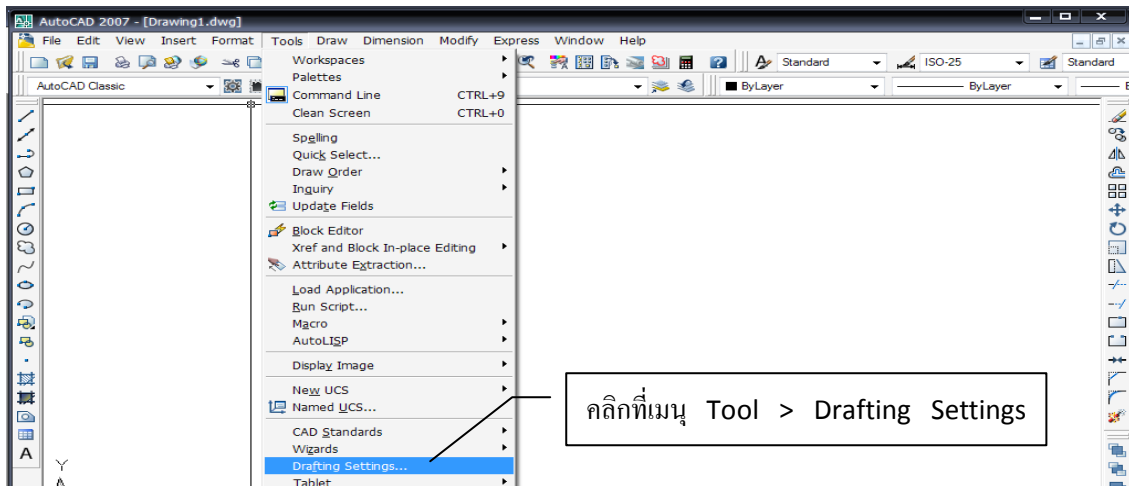 AutoCAD 2007 - [Drawing1.dwg]
File Edit View Insert Format Tools Draw Dimension Modify Express Window Help
Standard ISO-25 Standard
AutoCAD Classic ByLayer ByLayer
Workspaces
Palettes
Command Line CTRL+9
Clean Screen CTRL+0
Spelling
Quick Select...
Draw Order
Inquiry
Update Fields
Block Editor
Xref and Block In-place Editing
Attribute Extraction...
Load Application...
Run Script...
Macro
AutoLISP
Display Image
New UCS
Named UCS...
CAD Standards
Wizards
Drafting Settings...
Tablet
คลิกที่เมนุ Tool > Drafting Settings
A
Y